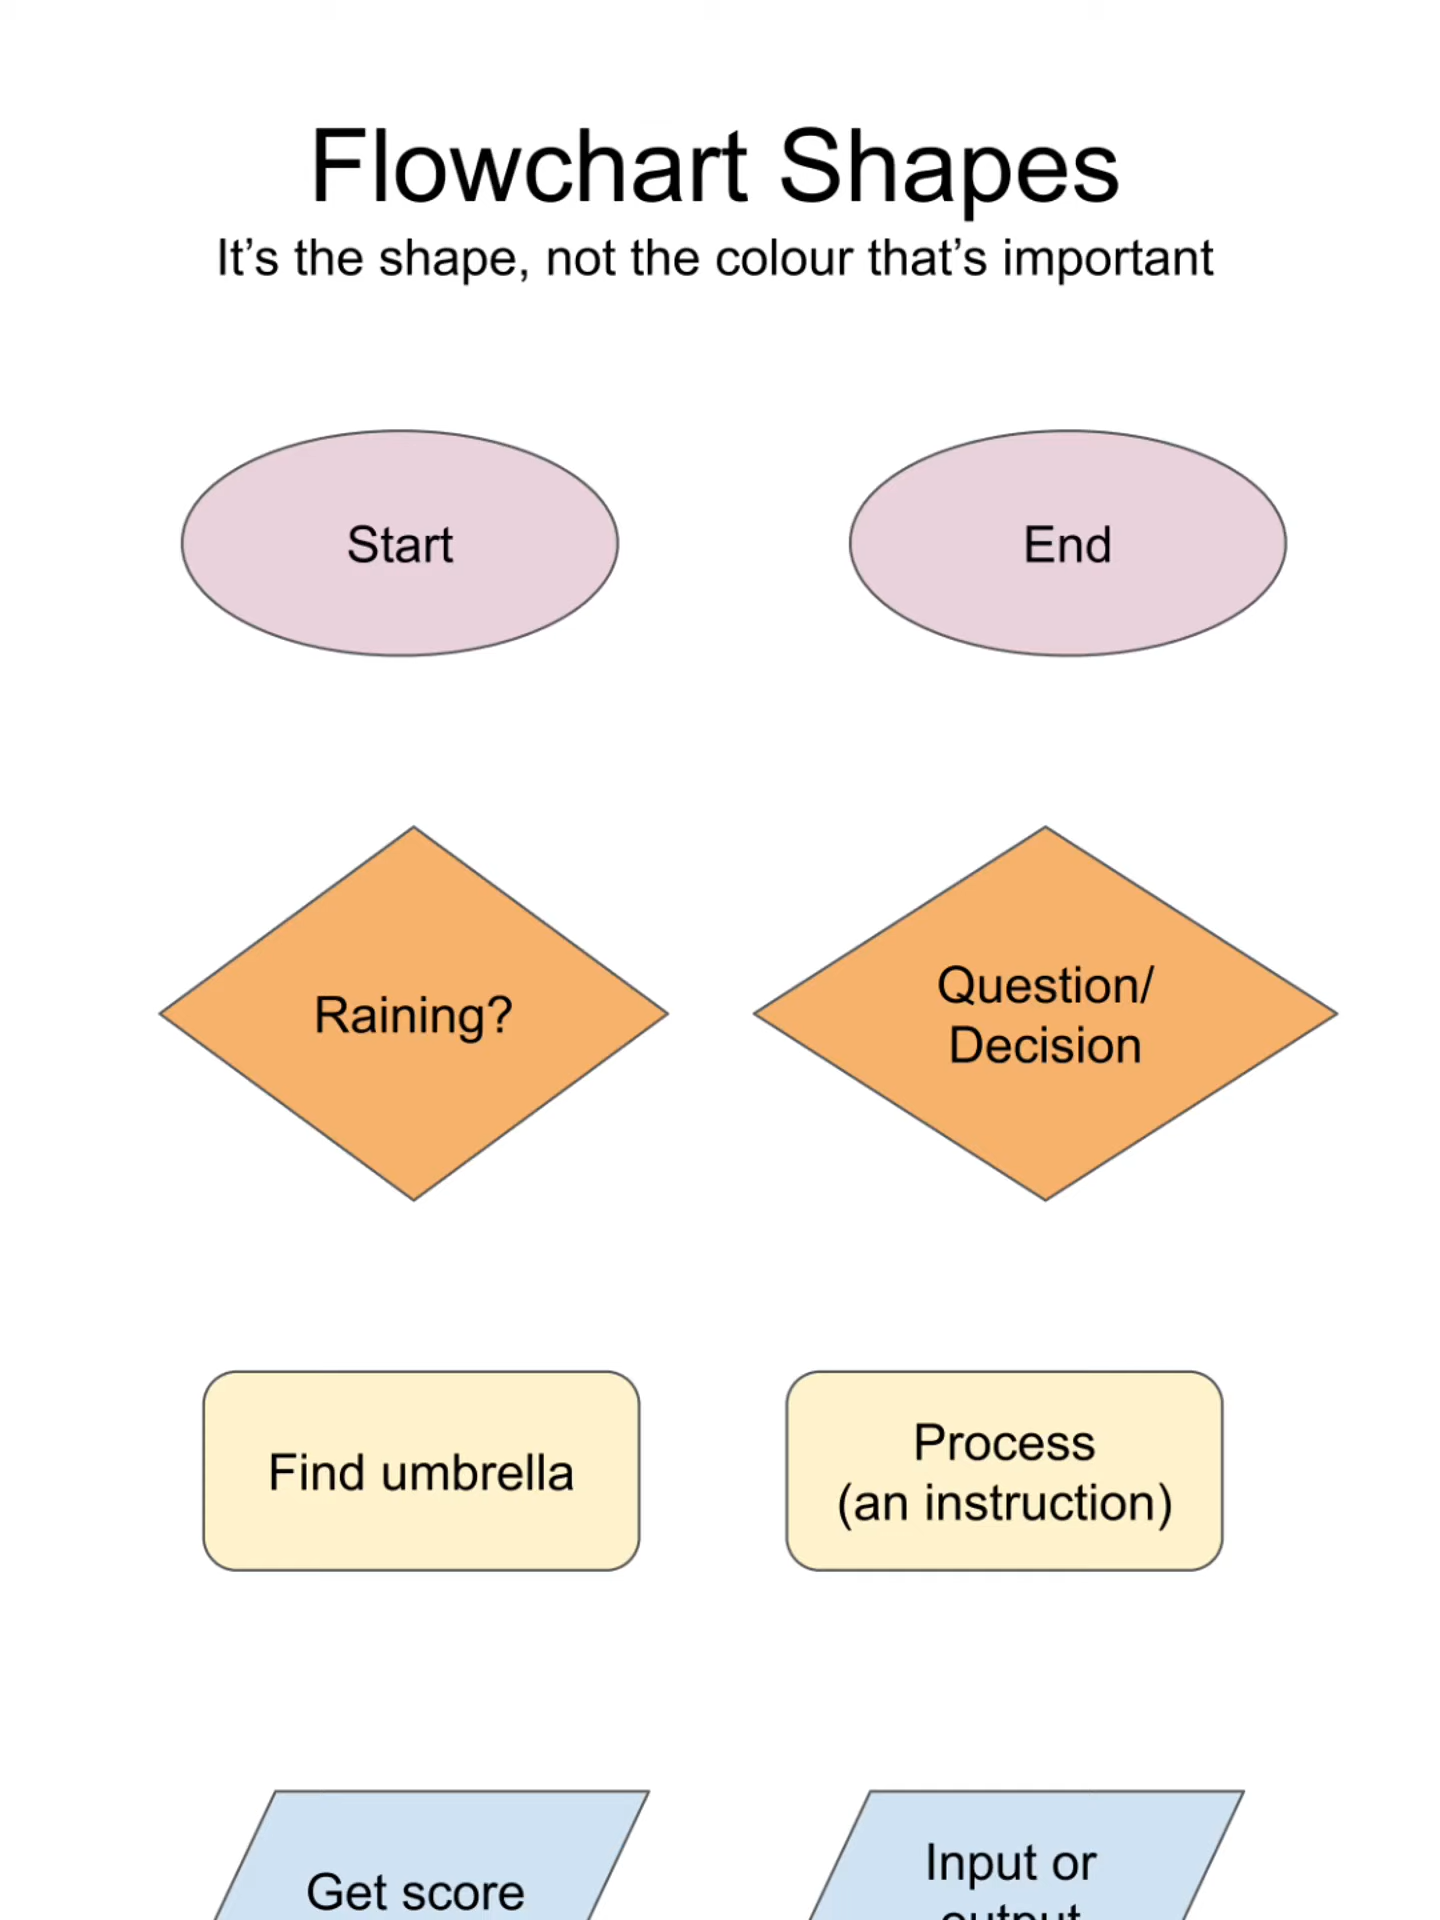 Flowchart Shapes
It’s the shape, not the colour that’s important
Start
End
Raining?
Question/
Decision
Find umbrella
Process
(an instruction)
Get score
Input or
output